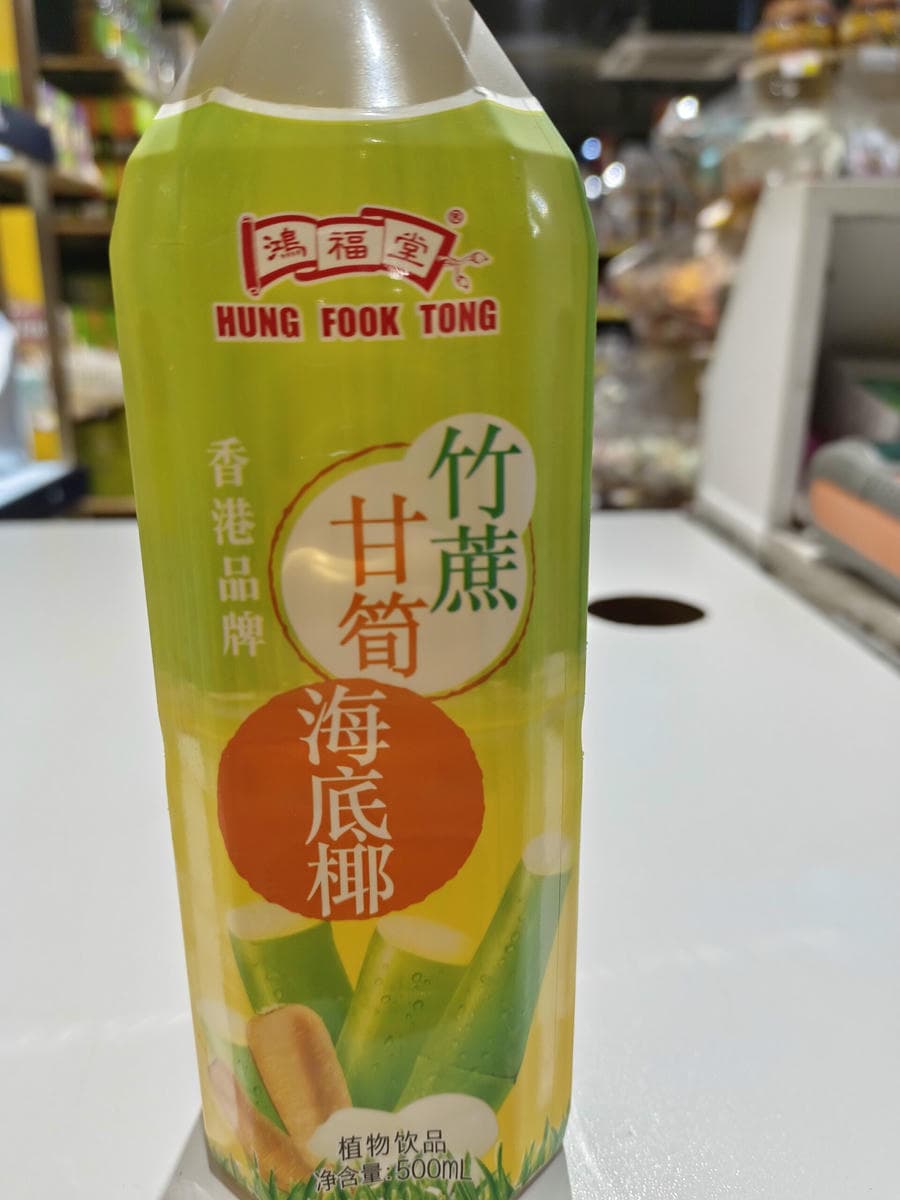 鴻福堂®
HUNG FOOK TONG
香港品牌
竹蔗
甘筍
海底椰
植物饮品
净含量:500mL